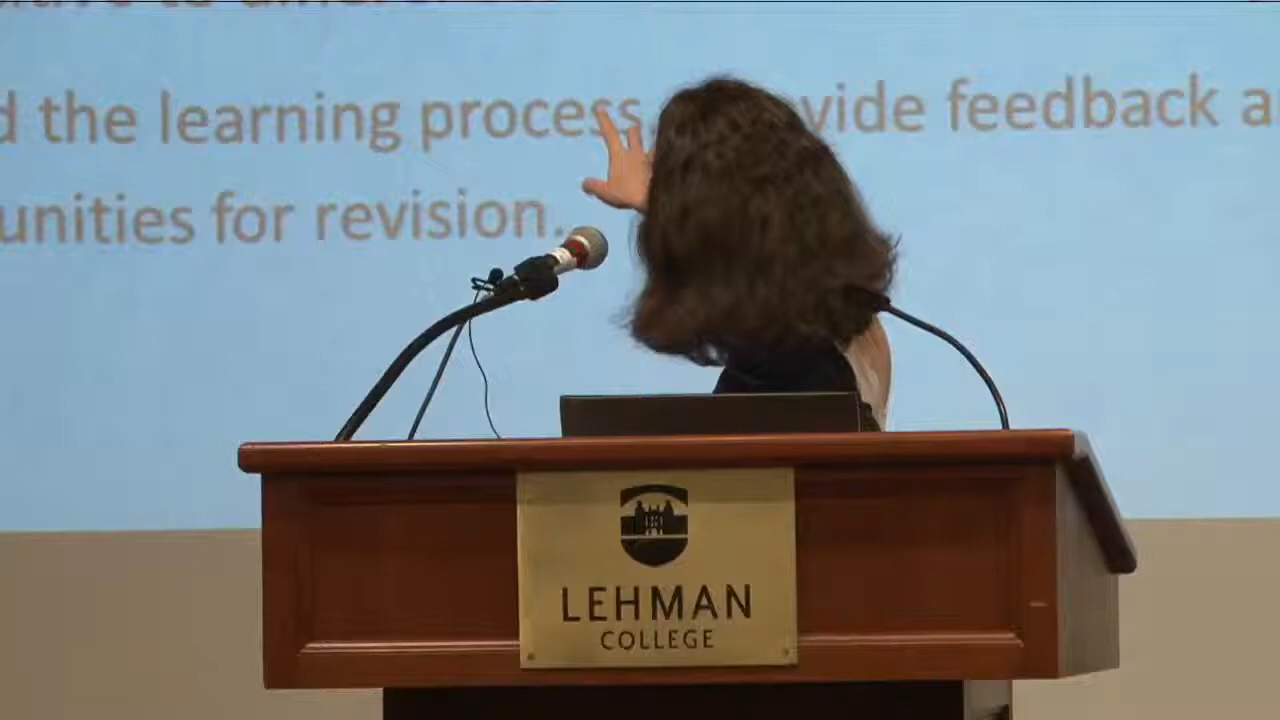 d the learning process. vide feedback a
unities for revision.
LEHMAN
COLLEGE